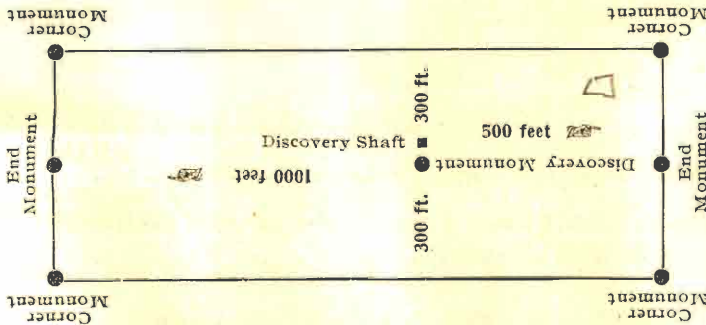 Corner
Monument
Corner
Monument
300 ft.
500 feet
Discovery Shaft
End
Monument
Discovery Monument
End
Monument
1000 feet
300 ft.
Corner
Monument
Corner
Monument